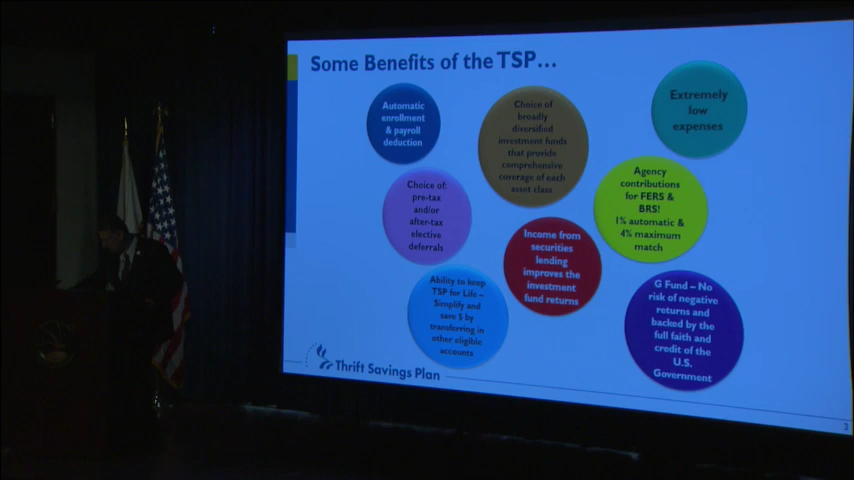 Some Benefits of the TSP...
Automatic
enrollment
& payroll
deduction
Choice of
broadly
diversified
investment funds
that provide
comprehensive
coverage of each
asset class
Extremely
low
expenses
Choice of:
pre-tax
and/or
after-tax
elective
deferrals
Agency
contributions
for FERS &
BRS!
1% automatic &
4% maximum
match
Income from
securities
lending
improves the
investment
fund returns
Ability to keep
TSP for Life –
Simplify and
save $ by
transferring in
other eligible
accounts
G Fund – No
risk of negative
returns and
backed by the
full faith and
credit of the
U.S.
Government
Thrift Savings Plan
3